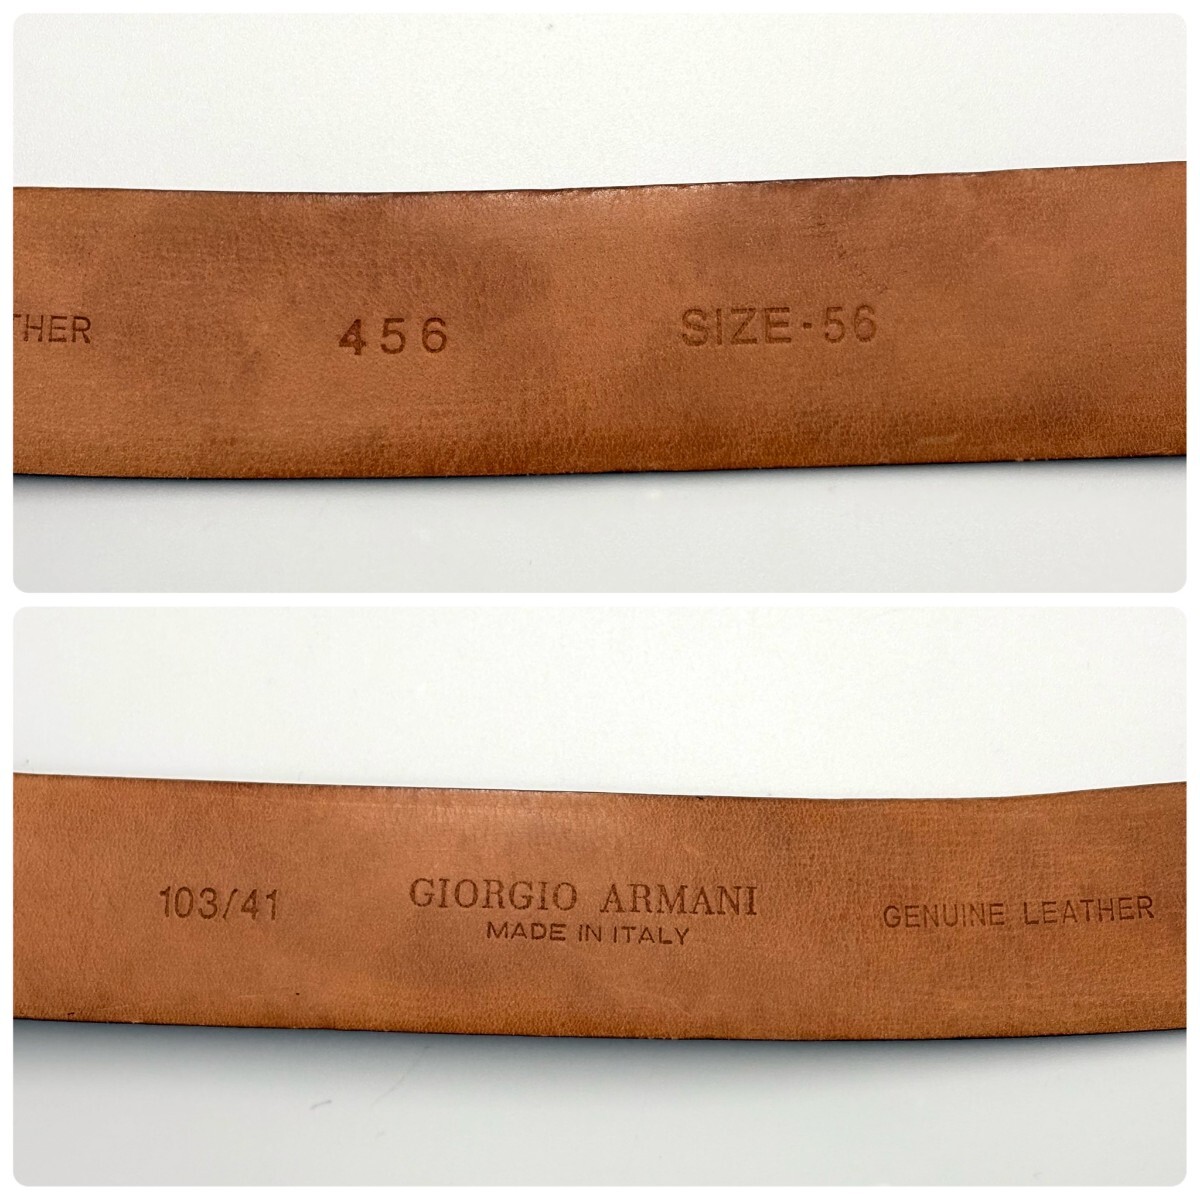 THER 456 SIZE-56
103/41 GIORGIO ARMANI GENUINE LEATHER
MADE IN ITALY